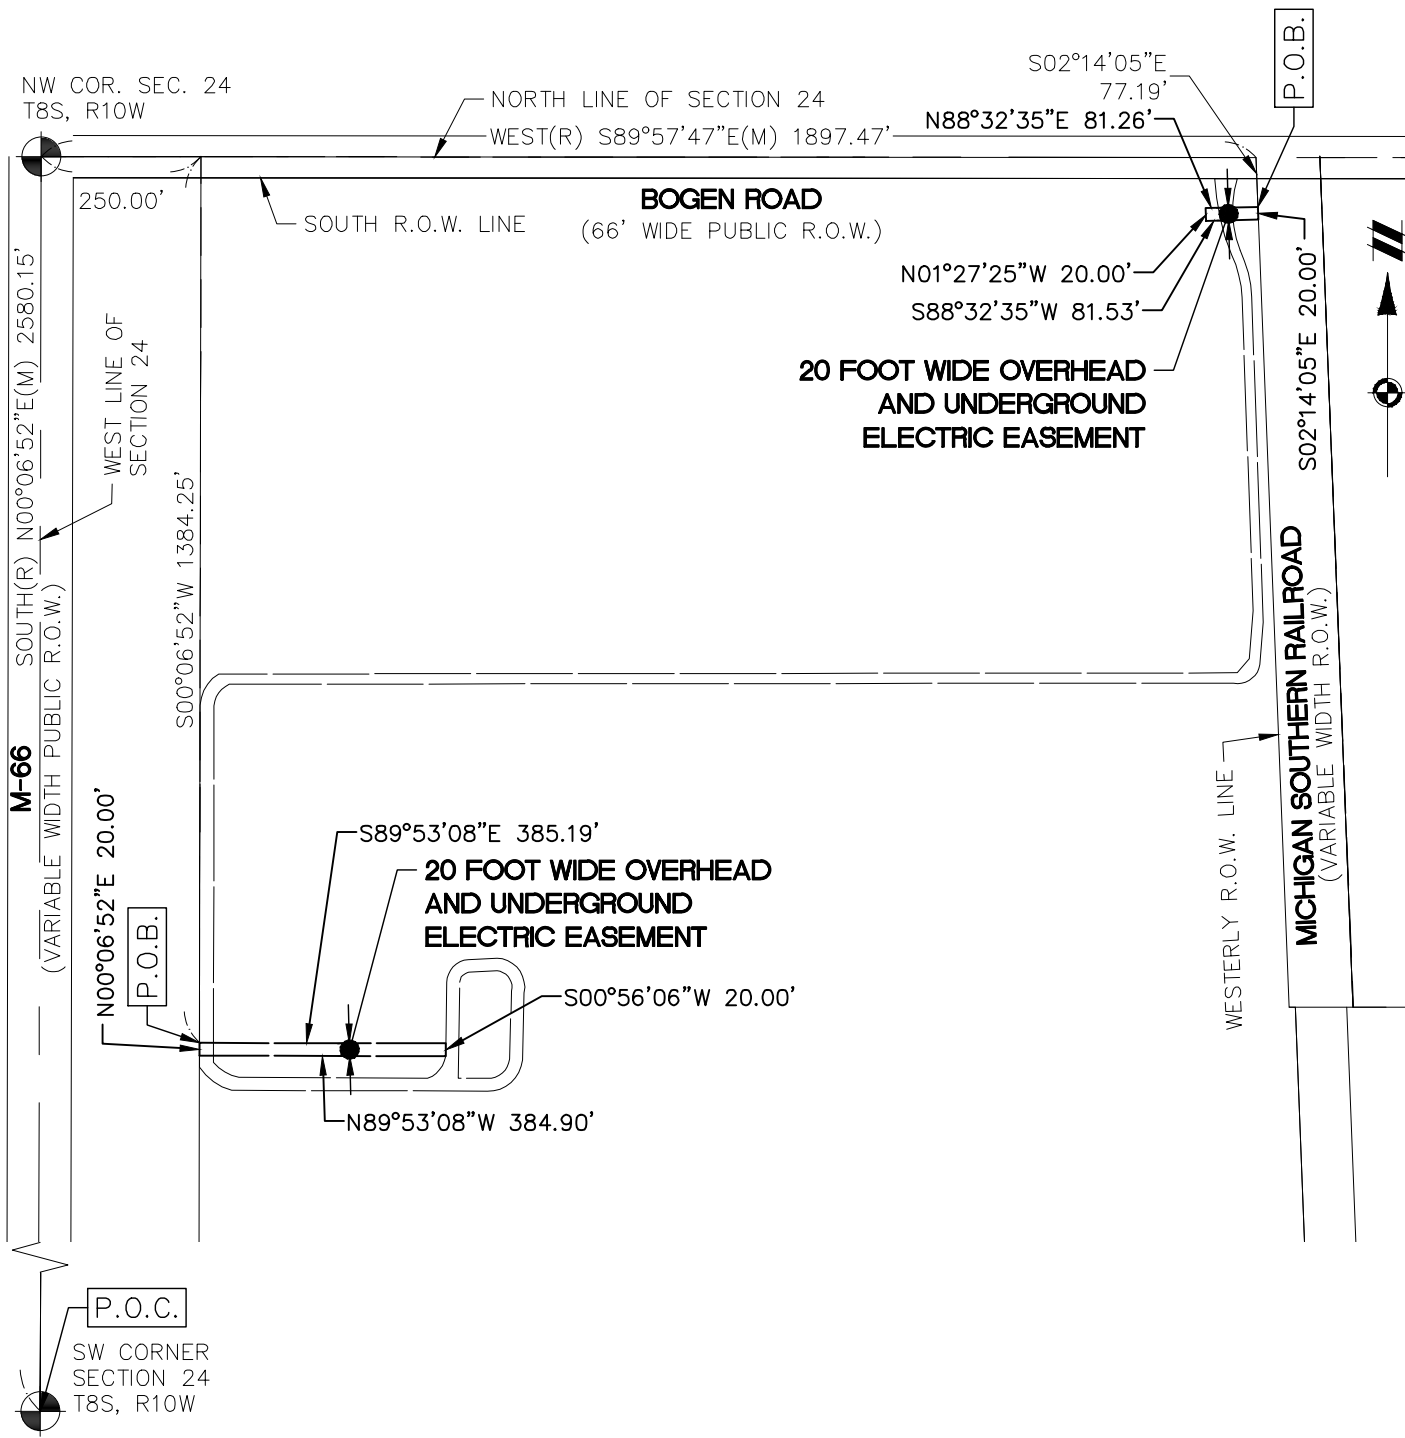 NW COR. SEC. 24
T8S, R10W
NORTH LINE OF SECTION 24
WEST(R) S89°57'47"E(M) 1897.47'
S02°14'05"E
77.19'
N88°32'35"E 81.26'
P.O.B.
250.00'
SOUTH R.O.W. LINE
BOGEN ROAD
(66' WIDE PUBLIC R.O.W.)
N01°27'25"W 20.00'
S88°32'35"W 81.53'
S02°14'05"E 20.00'
20 FOOT WIDE OVERHEAD
AND UNDERGROUND
ELECTRIC EASEMENT
SOUTH(R) N00°06'52"E(M) 2580.15'
WEST LINE OF
SECTION 24
S00°06'52"W 1384.25'
M-66
(VARIABLE WIDTH PUBLIC R.O.W.)
MICHIGAN SOUTHERN RAILROAD
(VARIABLE WIDTH R.O.W.)
WESTERLY R.O.W. LINE
N00°06'52"E 20.00'
P.O.B.
S89°53'08"E 385.19'
20 FOOT WIDE OVERHEAD
AND UNDERGROUND
ELECTRIC EASEMENT
S00°56'06"W 20.00'
N89°53'08"W 384.90'
P.O.C.
SW CORNER
SECTION 24
T8S, R10W